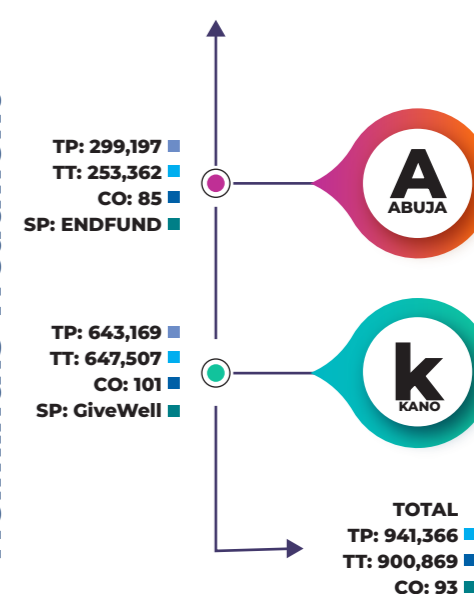 TP: 299,197
TT: 253,362
CO: 85
SP: ENDFUND
A
ABUJA
TP: 643,169
TT: 647,507
CO: 101
SP: GiveWell
k
KANO
TOTAL
TP: 941,366
TT: 900,869
CO: 93